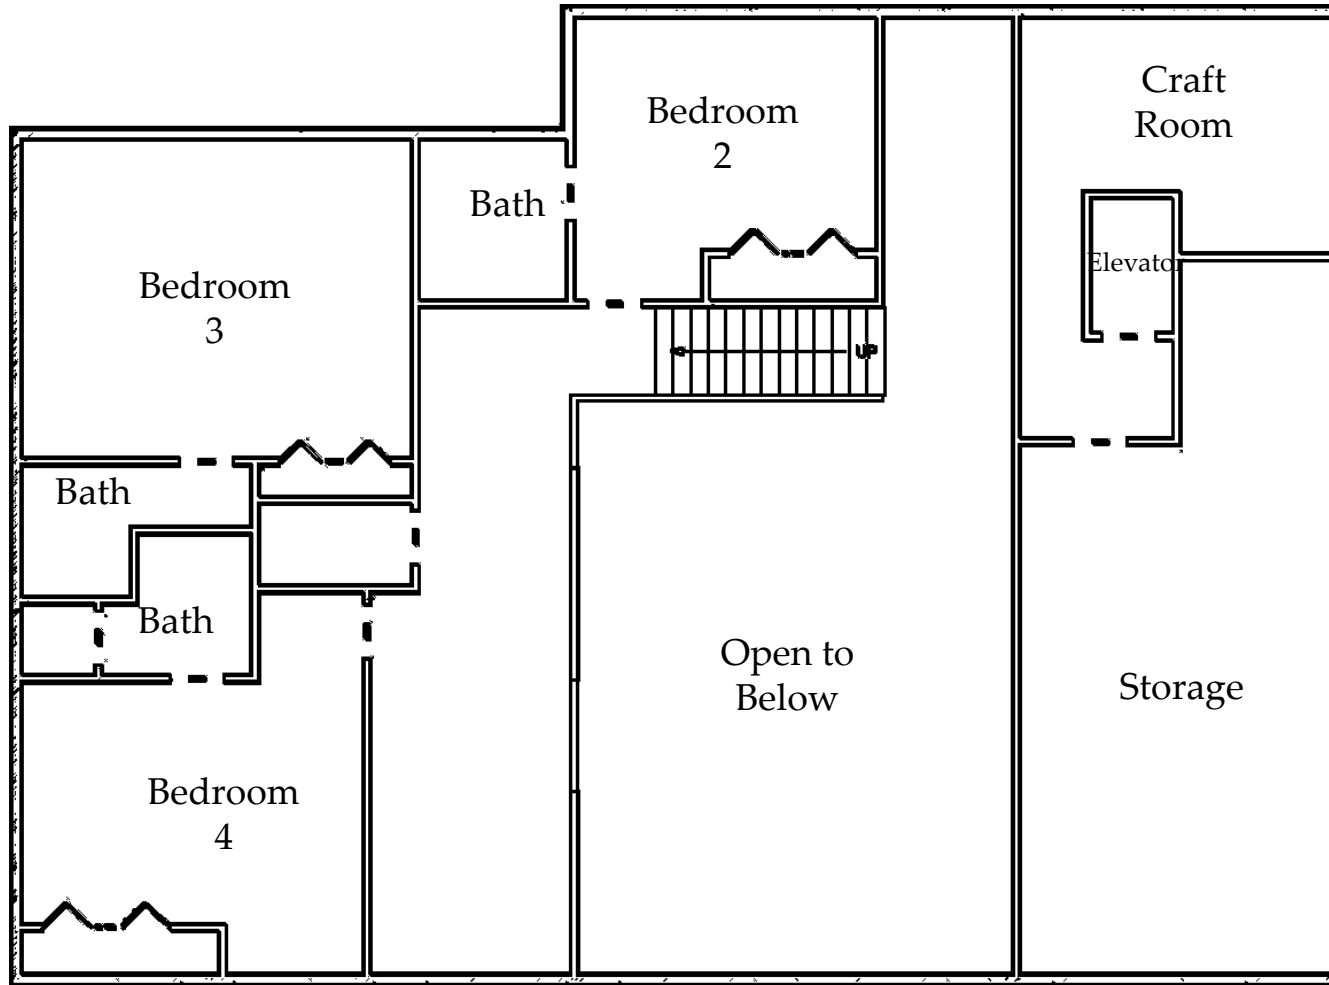 Craft
Room
Bedroom
2
Bath
Elevator
Bedroom
3
UP
Bath
Bath
Open to
Below
Storage
Bedroom
4